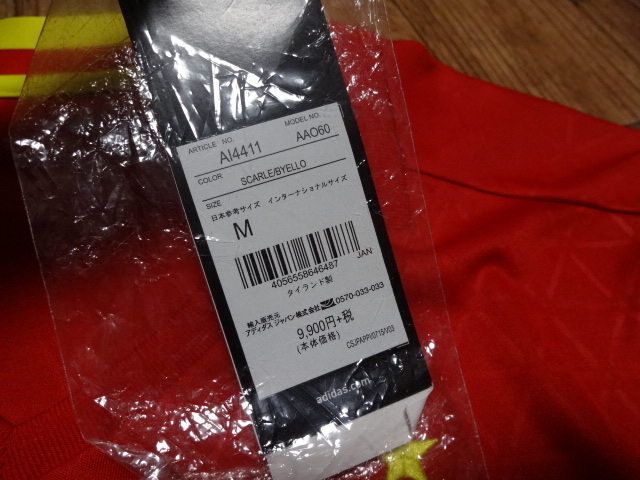 ARTICLE NO. MODEL NO.
AI4411 AAO60
COLOR
SCARLE/BYELLO
SIZE
日本参考サイズ インターナショナルサイズ
M
JAN
4056558646487
タイランド製
輸入販売元
アディダス ジャパン株式会社 0570-033-033
9,900円+税
(本体価格)
CSJPAPP/0715/V03
adidas.com